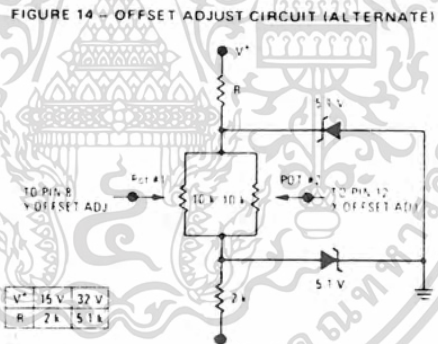 FIGURE 14 – OFFSET ADJUST CIRCUIT (ALTERNATE)
V+
R
5.1 V
Pot #1
POT #2
TO PIN 8
Y OFFSET ADJ
10 k 10 k
TO PIN 12
Y OFFSET ADJ
5.1 V
2 k
V+ 15 V 32 V
R 2 k 5.1 k